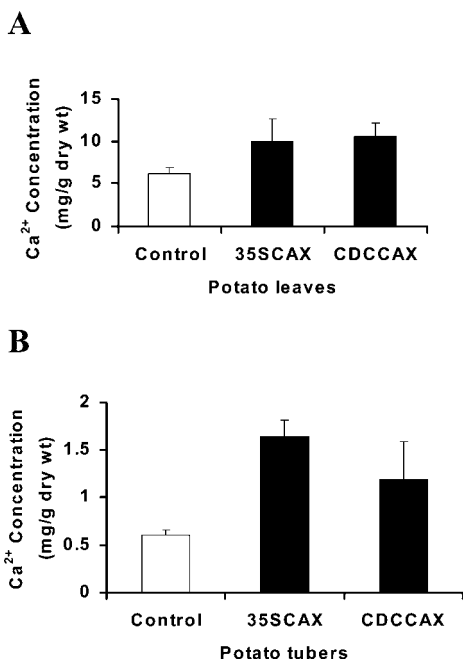 A
Ca2+ Concentration
(mg/g dry wt)
15
10
5
0
Control 35SCAX CDCCAX
Potato leaves
B
Ca2+ Concentration
(mg/g dry wt)
2
1.5
1
0.5
0
Control 35SCAX CDCCAX
Potato tubers